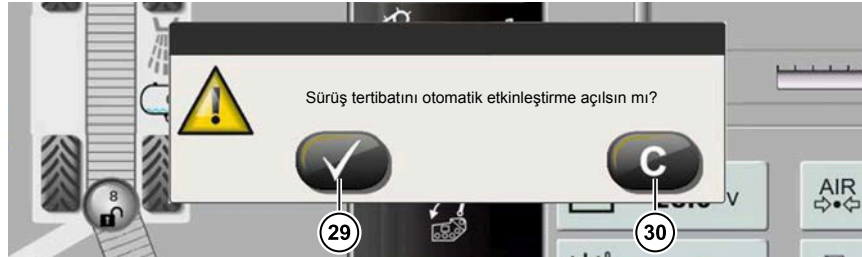 Sürüş tertibatını otomatik etkinleştirme açılsın mı?
C
8
V
AIR
29
30